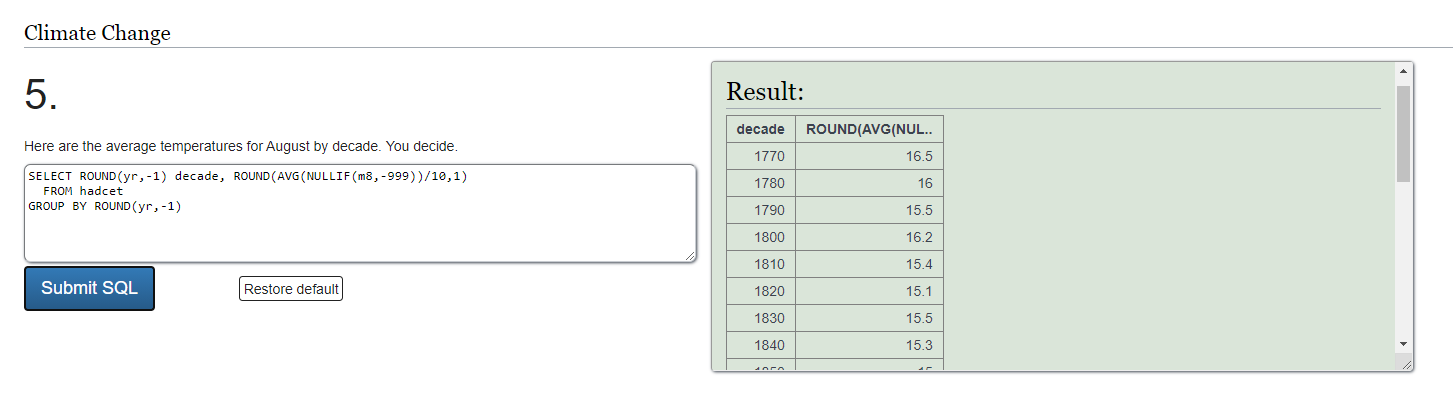 Climate Change
5.
Here are the average temperatures for August by decade. You decide.
SELECT ROUND(yr,-1) decade, ROUND(AVG(NULLIF(m8,-999))/10,1)
FROM hadcet
GROUP BY ROUND(yr,-1)
Submit SQL
Restore default
Result:
decade ROUND(AVG(NUL..
1770 16.5
1780 16
1790 15.5
1800 16.2
1810 15.4
1820 15.1
1830 15.5
1840 15.3